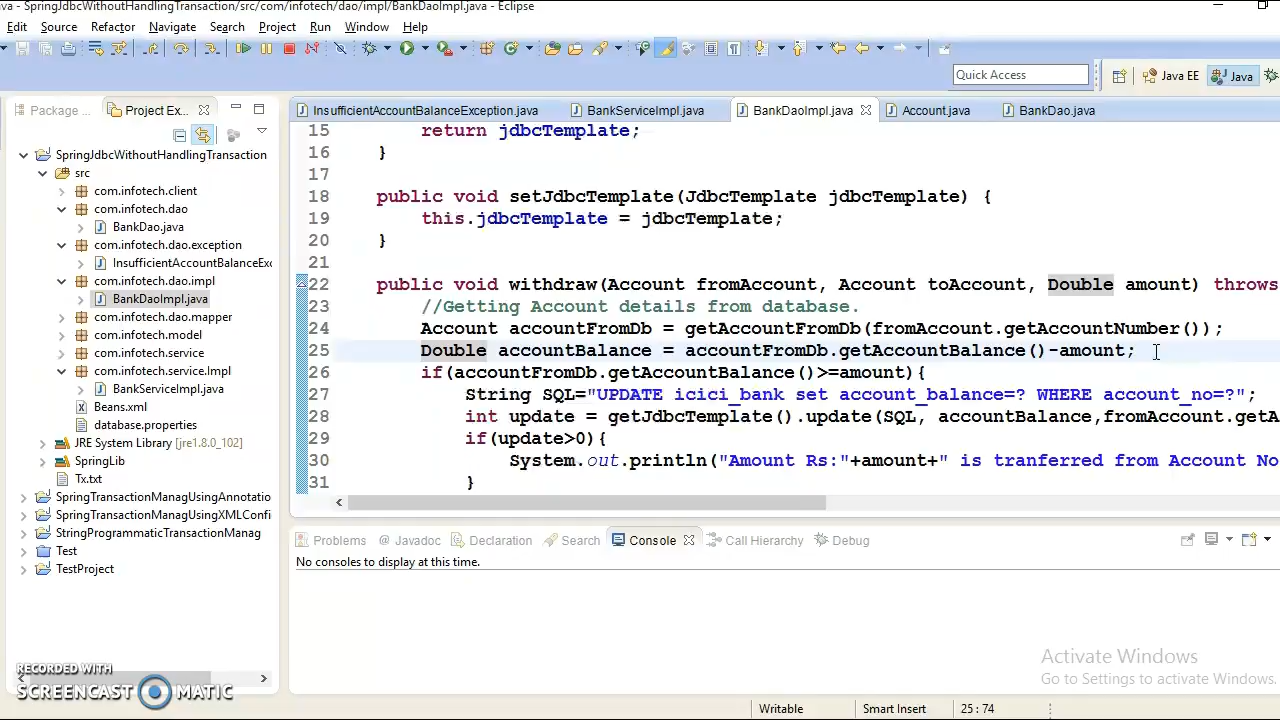 ava - SpringJdbcWithoutHandlingTransaction/src/com/infotech/dao/impl/BankDaoImpl.java - Eclipse
Edit Source Refactor Navigate Search Project Run Window Help
Quick Access
Java EE
Java
Package ...
Project Ex...
InsufficientAccountBalanceException.java
BankServiceImpl.java
BankDaoImpl.java
Account.java
BankDao.java
SpringJdbcWithoutHandlingTransaction
src
com.infotech.client
com.infotech.dao
BankDao.java
com.infotech.dao.exception
InsufficientAccountBalanceExc
com.infotech.dao.impl
BankDaoImpl.java
com.infotech.dao.mapper
com.infotech.model
com.infotech.service
com.infotech.service.Impl
BankServiceImpl.java
Beans.xml
database.properties
JRE System Library [jre1.8.0_102]
SpringLib
Tx.txt
SpringTransactionManagUsingAnnotatio
SpringTransactionManagUsingXMLConfi
StringProgrammaticTransactionManag
Test
TestProject
15 return jdbcTemplate;
16 }
17
18 public void setJdbcTemplate(JdbcTemplate jdbcTemplate) {
19 this.jdbcTemplate = jdbcTemplate;
20 }
21
22 public void withdraw(Account fromAccount, Account toAccount, Double amount) throws
23 //Getting Account details from database.
24 Account accountFromDb = getAccountFromDb(fromAccount.getAccountNumber());
25 Double accountBalance = accountFromDb.getAccountBalance()-amount;
26 if(accountFromDb.getAccountBalance()>=amount){
27 String SQL="UPDATE icici_bank set account_balance=? WHERE account_no=?";
28 int update = getJdbcTemplate().update(SQL, accountBalance,fromAccount.getA
29 if(update>0){
30 System.out.println("Amount Rs:"+amount+" is tranferred from Account No
31 }
Problems
@ Javadoc
Declaration
Search
Console
Call Hierarchy
Debug
No consoles to display at this time.
Activate Windows
Go to Settings to activate Windows.
RECORDED WITH
SCREENCAST MATIC
Writable
Smart Insert
25 : 74